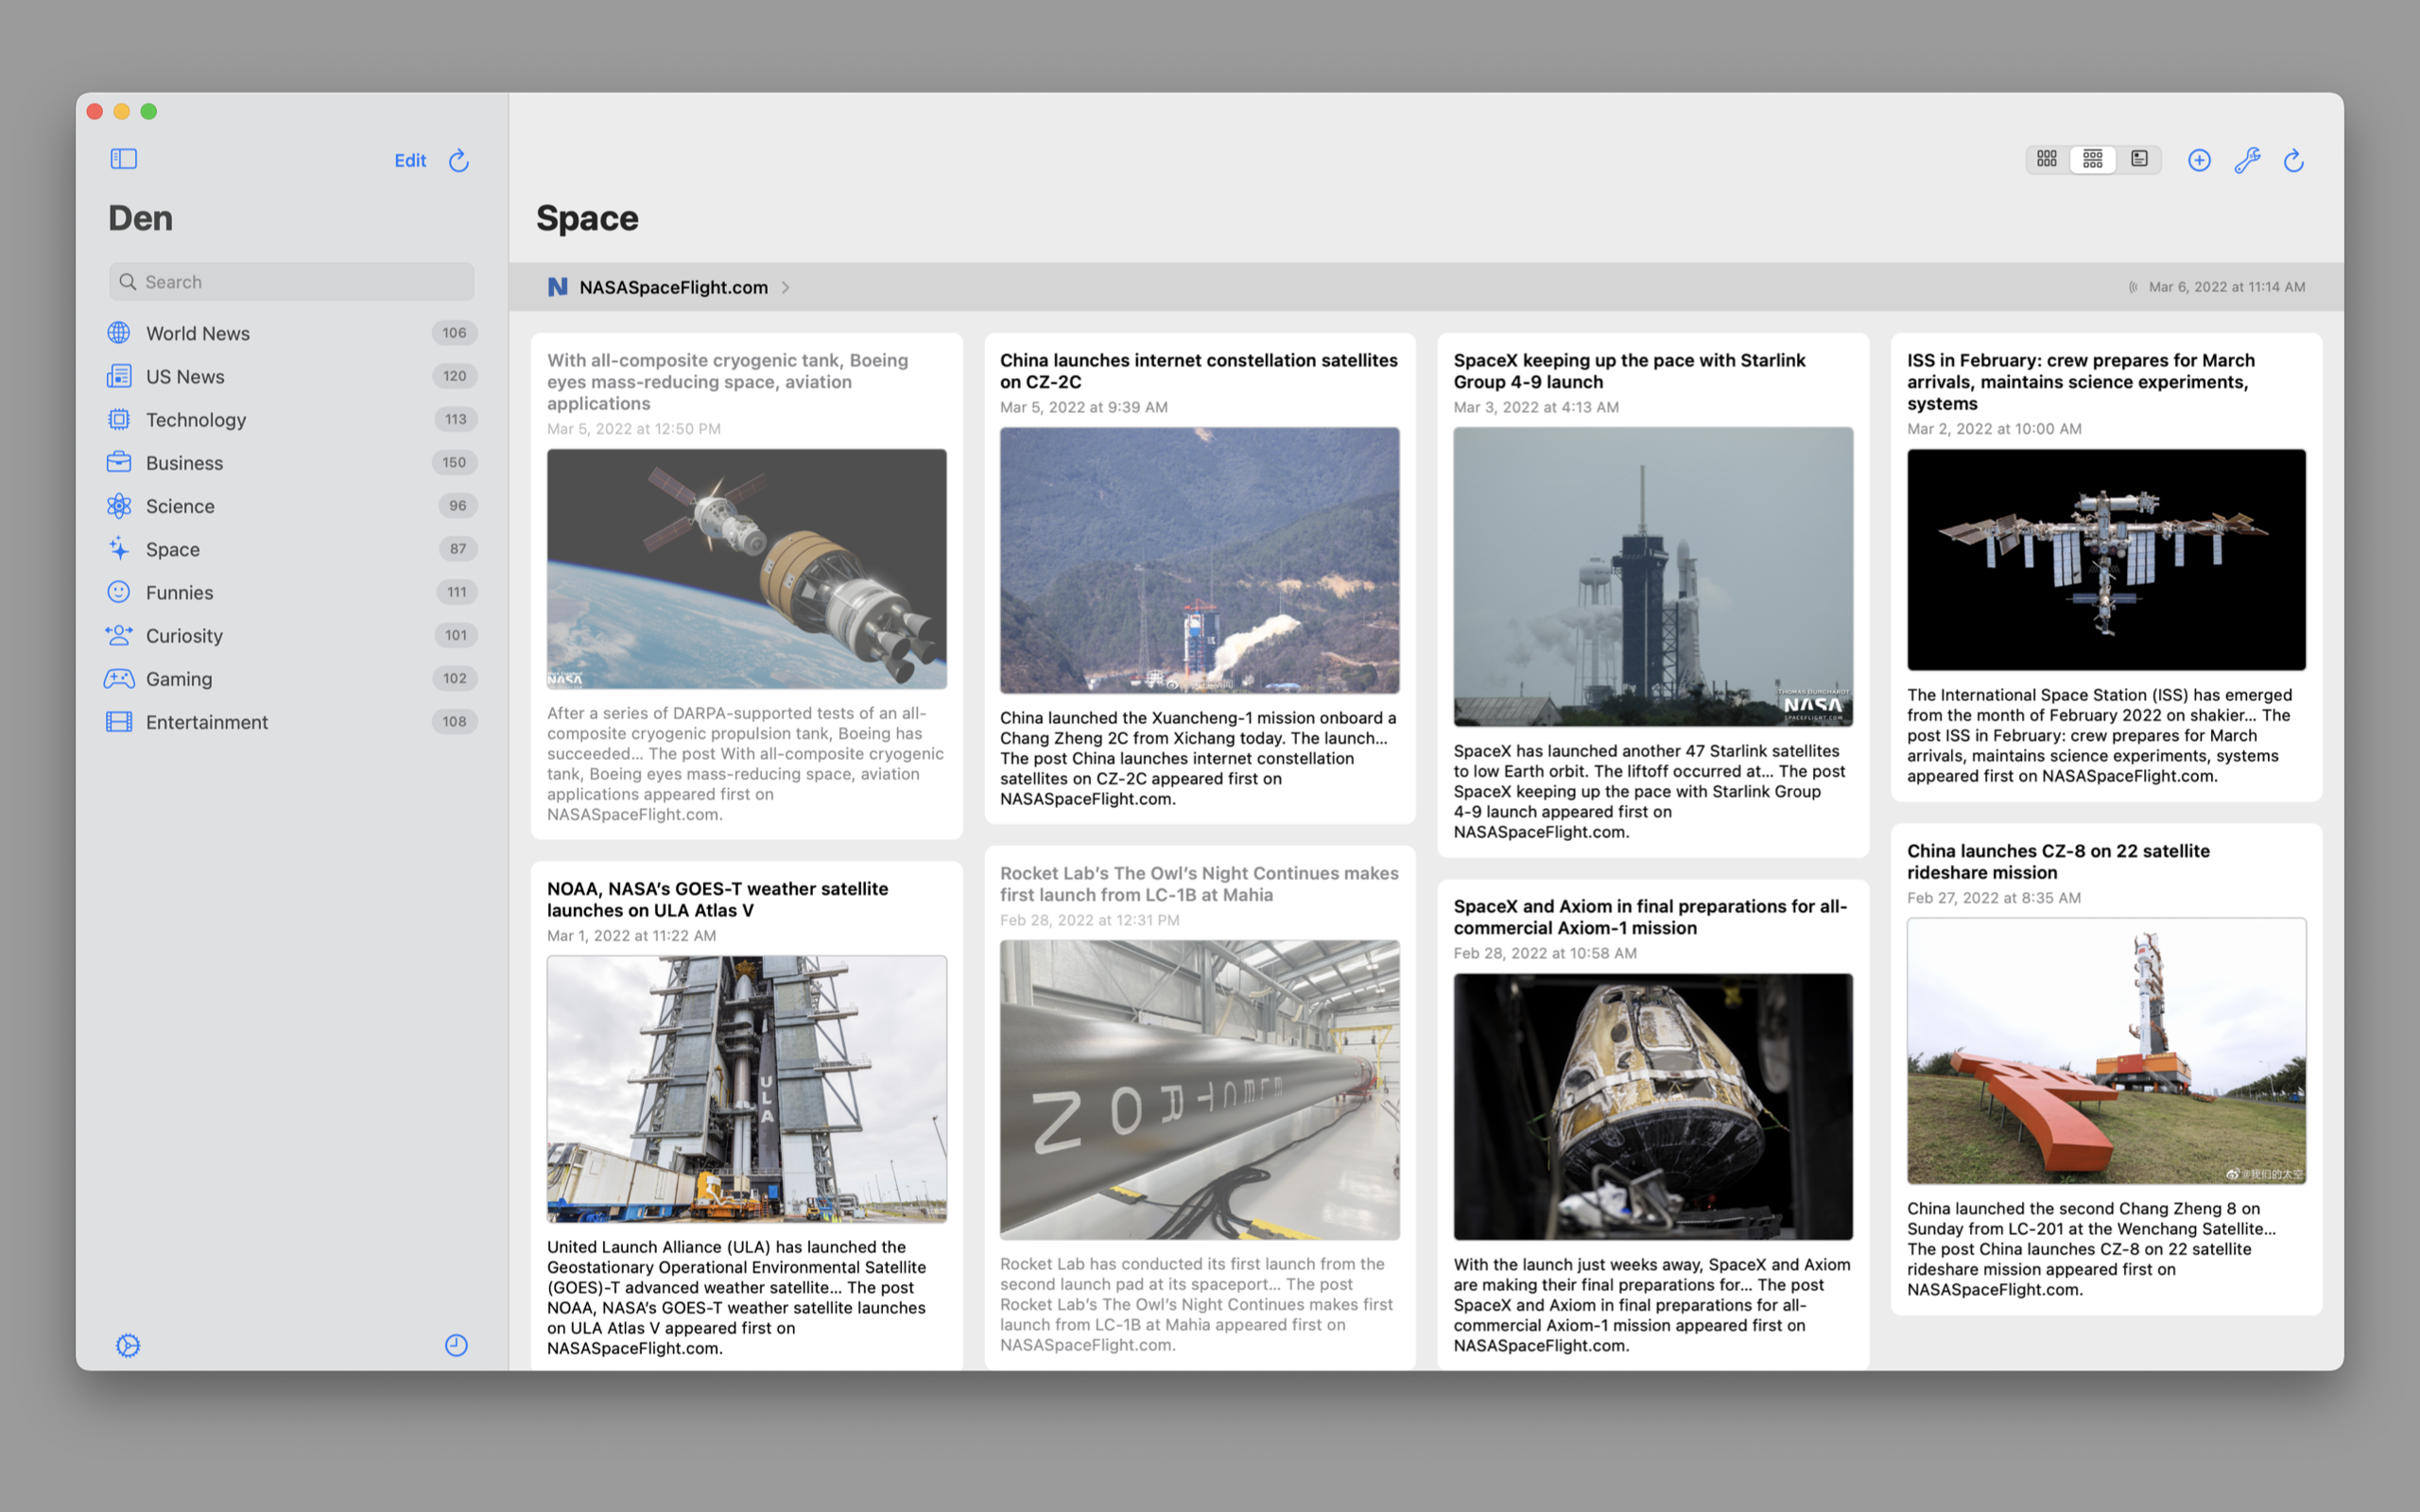 Edit
Den
Search
World News 106
US News 120
Technology 113
Business 150
Science 96
Space 87
Funnies 111
Curiosity 101
Gaming 102
Entertainment 108
Space
N NASASpaceFlight.com
Mar 6, 2022 at 11:14 AM
With all-composite cryogenic tank, Boeing
eyes mass-reducing space, aviation
applications
Mar 5, 2022 at 12:50 PM
NASA
After a series of DARPA-supported tests of an all-
composite cryogenic propulsion tank, Boeing has
succeeded... The post With all-composite cryogenic
tank, Boeing eyes mass-reducing space, aviation
applications appeared first on
NASASpaceFlight.com.
NOAA, NASA’s GOES-T weather satellite
launches on ULA Atlas V
Mar 1, 2022 at 11:22 AM
ULA
United Launch Alliance (ULA) has launched the
Geostationary Operational Environmental Satellite
(GOES)-T advanced weather satellite... The post
NOAA, NASA’s GOES-T weather satellite launches
on ULA Atlas V appeared first on
NASASpaceFlight.com.
China launches internet constellation satellites
on CZ-2C
Mar 5, 2022 at 9:39 AM
China launched the Xuancheng-1 mission onboard a
Chang Zheng 2C from Xichang today. The launch...
The post China launches internet constellation
satellites on CZ-2C appeared first on
NASASpaceFlight.com.
Rocket Lab’s The Owl’s Night Continues makes
first launch from LC-1B at Mahia
Feb 28, 2022 at 12:31 PM
Rocket Lab has conducted its first launch from the
second launch pad at its spaceport... The post
Rocket Lab’s The Owl’s Night Continues makes first
launch from LC-1B at Mahia appeared first on
NASASpaceFlight.com.
SpaceX keeping up the pace with Starlink
Group 4-9 launch
Mar 3, 2022 at 4:13 AM
THOMAS BURGHARDT
NASA
SPACEFLIGHT.COM
SpaceX has launched another 47 Starlink satellites
to low Earth orbit. The liftoff occurred at... The post
SpaceX keeping up the pace with Starlink Group
4-9 launch appeared first on
NASASpaceFlight.com.
SpaceX and Axiom in final preparations for all-
commercial Axiom-1 mission
Feb 28, 2022 at 10:58 AM
With the launch just weeks away, SpaceX and Axiom
are making their final preparations for... The post
SpaceX and Axiom in final preparations for all-
commercial Axiom-1 mission appeared first on
NASASpaceFlight.com.
ISS in February: crew prepares for March
arrivals, maintains science experiments,
systems
Mar 2, 2022 at 10:00 AM
The International Space Station (ISS) has emerged
from the month of February 2022 on shakier... The
post ISS in February: crew prepares for March
arrivals, maintains science experiments, systems
appeared first on NASASpaceFlight.com.
China launches CZ-8 on 22 satellite
rideshare mission
Feb 27, 2022 at 8:35 AM
@我们的太空
China launched the second Chang Zheng 8 on
Sunday from LC-201 at the Wenchang Satellite...
The post China launches CZ-8 on 22 satellite
rideshare mission appeared first on
NASASpaceFlight.com.